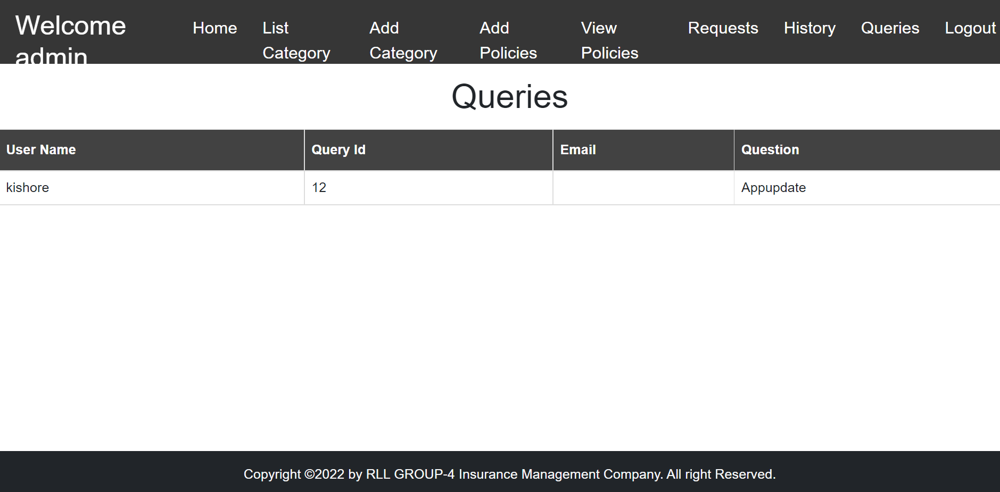 Welcome
admin
Home
List
Category
Add
Category
Add
Policies
View
Policies
Requests
History
Queries
Logout
Queries
User Name Query Id Email Question
kishore 12 Appupdate
Copyright ©2022 by RLL GROUP-4 Insurance Management Company. All right Reserved.